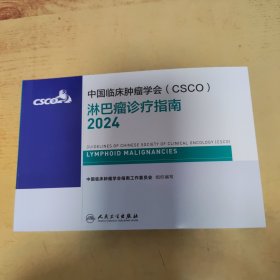 CSCO
中国临床肿瘤学会（CSCO）
淋巴瘤诊疗指南
2024
GUIDELINES OF CHINESE SOCIETY OF CLINICAL ONCOLOGY (CSCO)
LYMPHOID MALIGNANCIES
中国临床肿瘤学会指南工作委员会 组织编写
人民卫生出版社